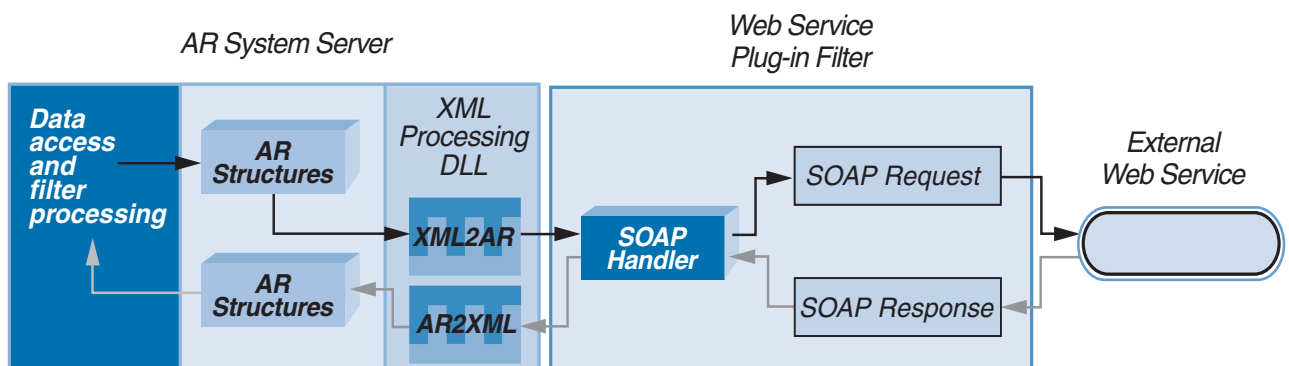 AR System Server
Web Service
Plug-in Filter
Data
access
and
filter
processing
AR
Structures
XML
Processing
DLL
XML2AR
SOAP
Handler
SOAP Request
External
Web Service
AR
Structures
AR2XML
SOAP Response